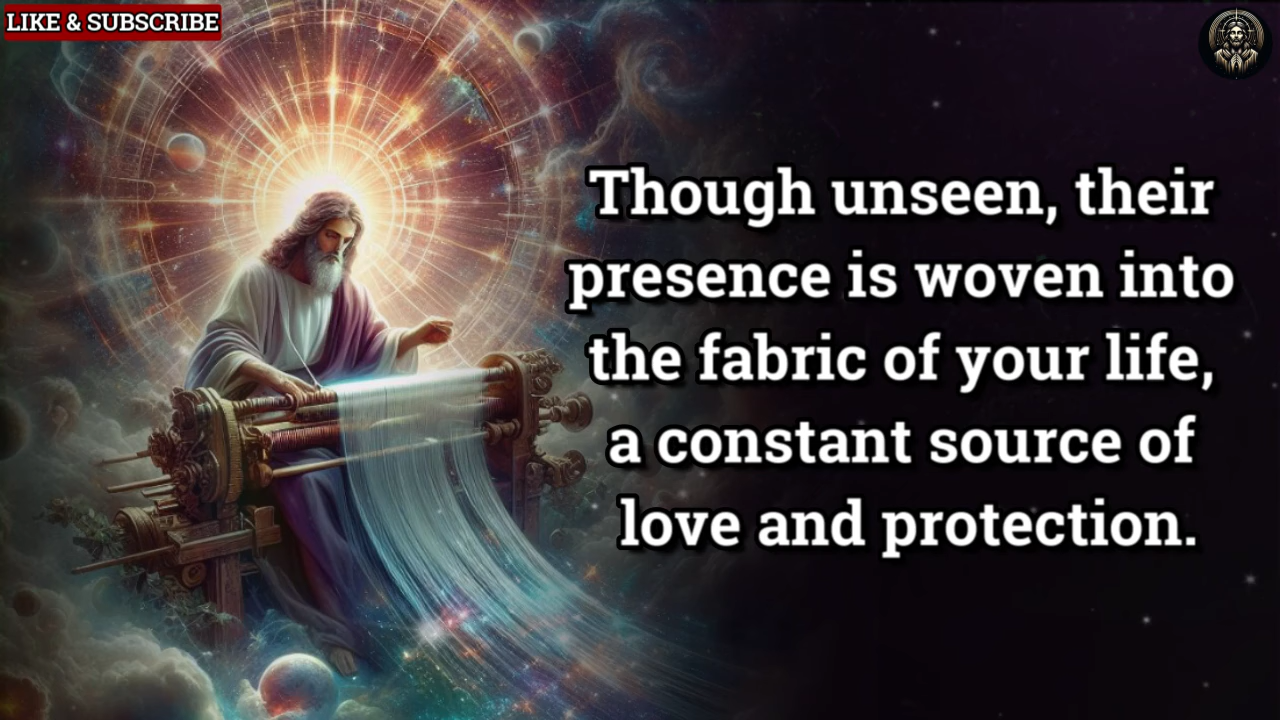 LIKE & SUBSCRIBE
Though unseen, their
presence is woven into
the fabric of your life,
a constant source of
love and protection.